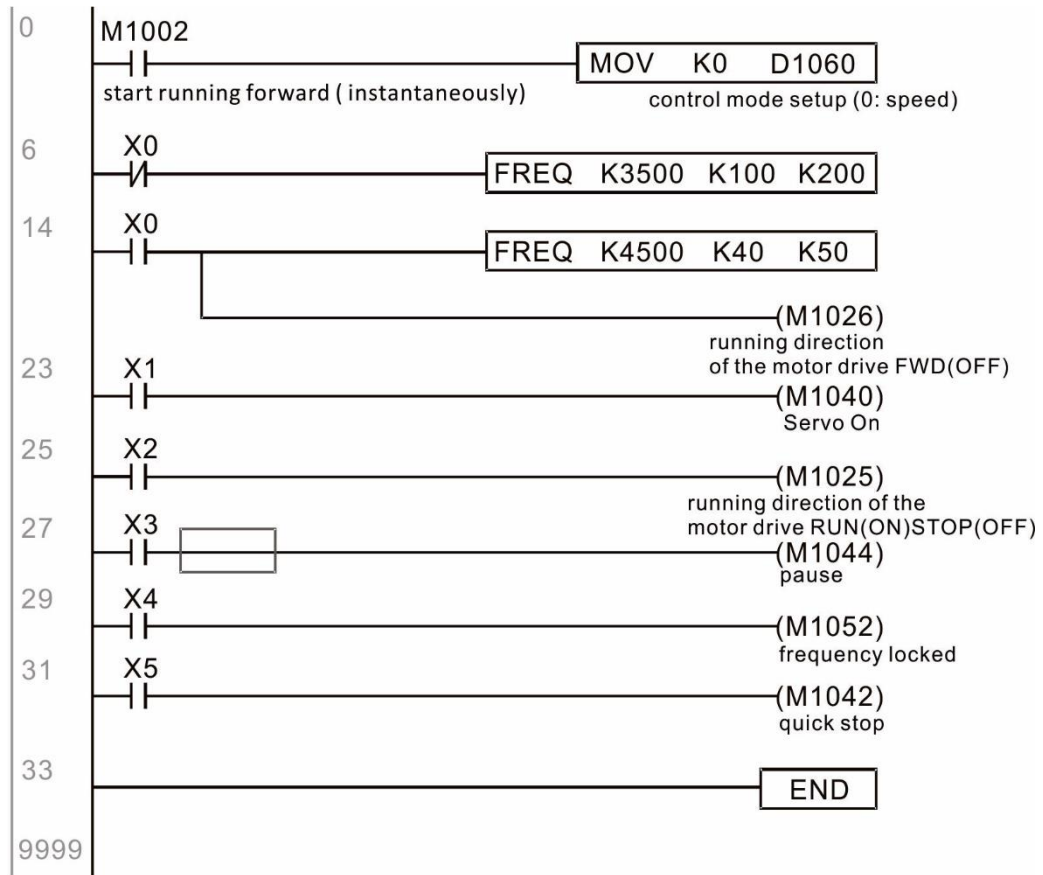 0
M1002
MOV K0 D1060
start running forward ( instantaneously)
control mode setup (0: speed)
6
X0
FREQ K3500 K100 K200
14
X0
FREQ K4500 K40 K50
(M1026)
running direction
of the motor drive FWD(OFF)
23
X1
(M1040)
Servo On
25
X2
(M1025)
running direction of the
motor drive RUN(ON)STOP(OFF)
27
X3
(M1044)
pause
29
X4
(M1052)
frequency locked
31
X5
(M1042)
quick stop
33
END
9999